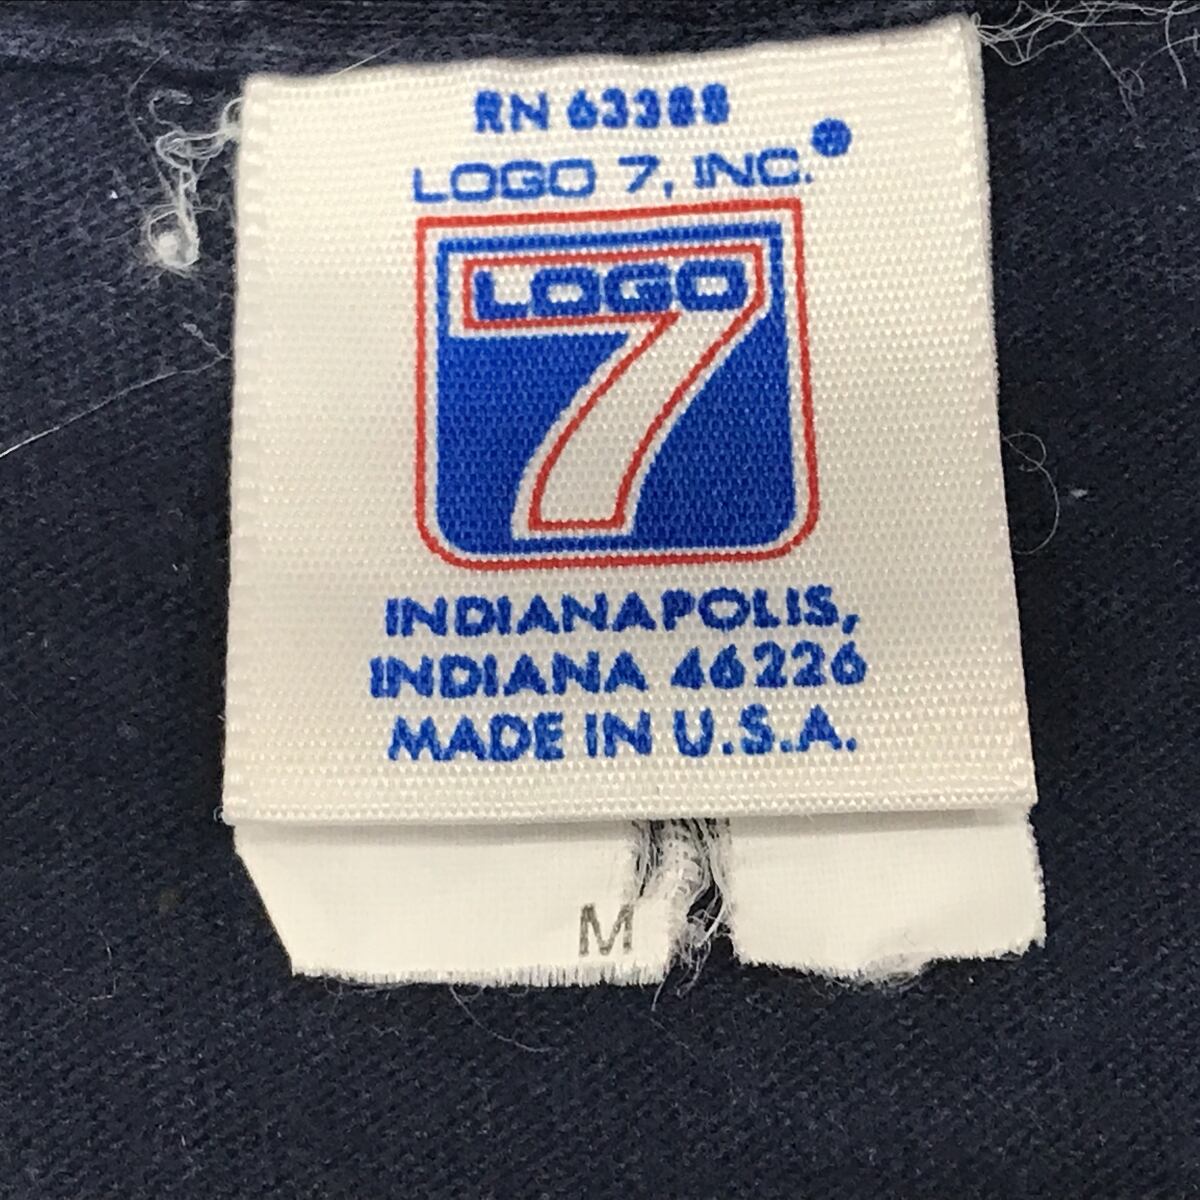 RN 63388
LOGO 7, INC.®
LOGO
7
INDIANAPOLIS,
INDIANA 46226
MADE IN U.S.A.
M